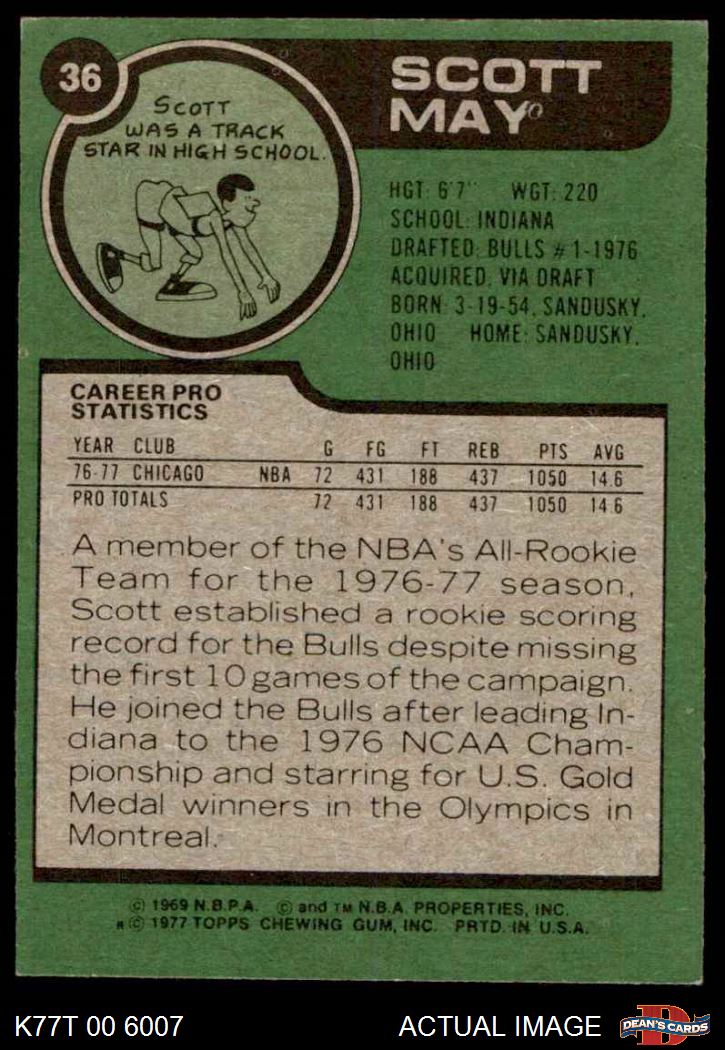 36
SCOTT
MAY
SCOTT
WAS A TRACK
STAR IN HIGH SCHOOL.
HGT: 6'7" WGT: 220
SCHOOL: INDIANA
DRAFTED: BULLS #1-1976
ACQUIRED: VIA DRAFT
BORN: 3-19-54, SANDUSKY,
OHIO HOME: SANDUSKY,
OHIO
CAREER PRO
STATISTICS
YEAR CLUB G FG FT REB PTS AVG
76-77 CHICAGO NBA 72 431 188 437 1050 14.6
PRO TOTALS 72 431 188 437 1050 14.6
A member of the NBA's All-Rookie
Team for the 1976-77 season,
Scott established a rookie scoring
record for the Bulls despite missing
the first 10 games of the campaign.
He joined the Bulls after leading In-
diana to the 1976 NCAA Cham-
pionship and starring for U.S. Gold
Medal winners in the Olympics in
Montreal.
© 1969 N.B.P.A. © and TM N.B.A. PROPERTIES, INC.
* © 1977 TOPPS CHEWING GUM, INC. PRTD. IN U.S.A.
K77T 00 6007 ACTUAL IMAGE
D
DEAN'S CARDS